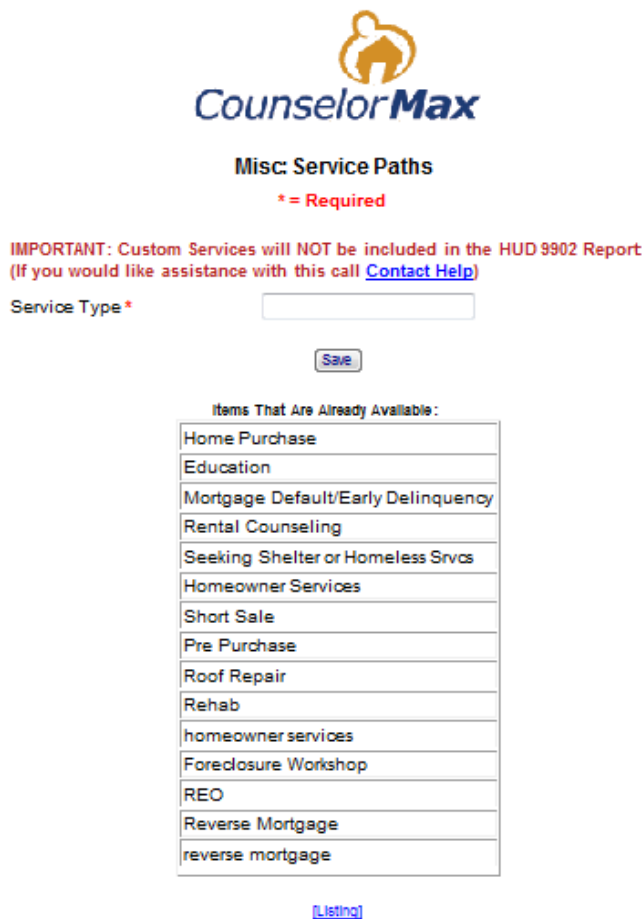 CounselorMax
Misc: Service Paths
* = Required
IMPORTANT: Custom Services will NOT be included in the HUD 9902 Report
(If you would like assistance with this call Contact Help)
Service Type *
Save
Items That Are Already Available:
Home Purchase
Education
Mortgage Default/Early Delinquency
Rental Counseling
Seeking Shelter or Homeless Srvcs
Homeowner Services
Short Sale
Pre Purchase
Roof Repair
Rehab
homeowner services
Foreclosure Workshop
REO
Reverse Mortgage
reverse mortgage
[Listing]